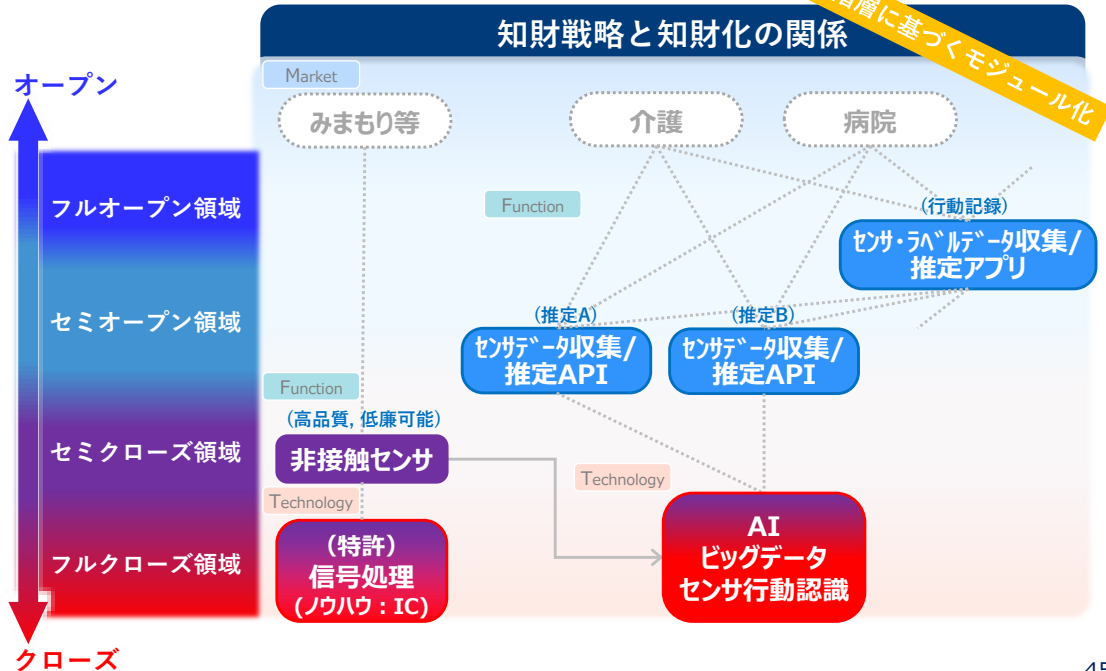 知財戦略と知財化の関係
階層に基づくモジュール化
オープン
Market
みまもり等
介護
病院
フルオープン領域
Function
(行動記録)
センサ・ラベルデータ収集/
推定アプリ
セミオープン領域
(推定A)
センサデータ収集/
推定API
(推定B)
センサデータ収集/
推定API
Function
(高品質, 低廉可能)
セミクローズ領域
非接触センサ
Technology
Technology
フルクローズ領域
(特許)
信号処理
(ノウハウ：IC)
AI
ビッグデータ
センサ行動認識
クローズ